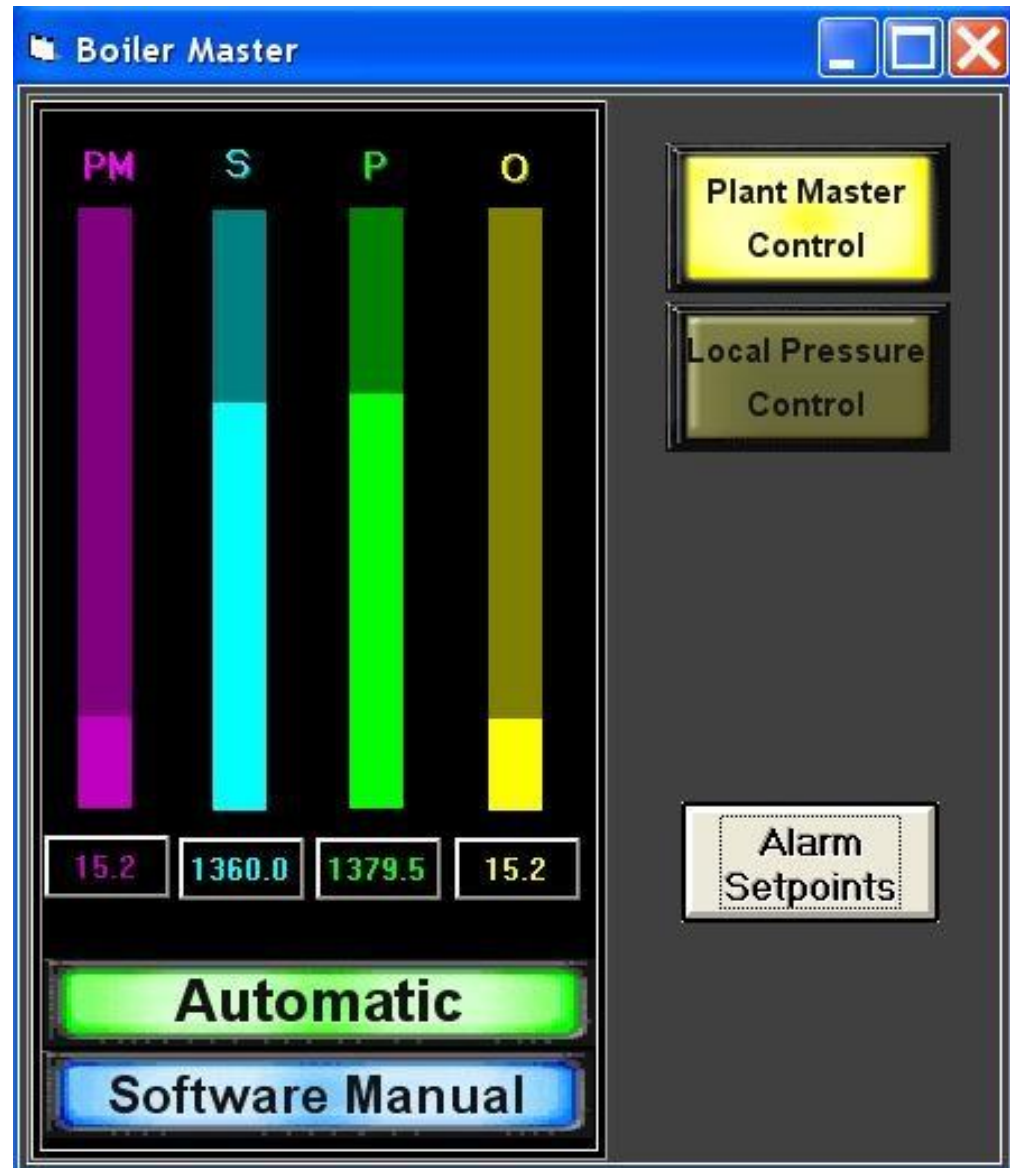 Boiler Master
PM S P O
15.2 1360.0 1379.5 15.2
Automatic
Software Manual
Plant Master
Control
Local Pressure
Control
Alarm
Setpoints